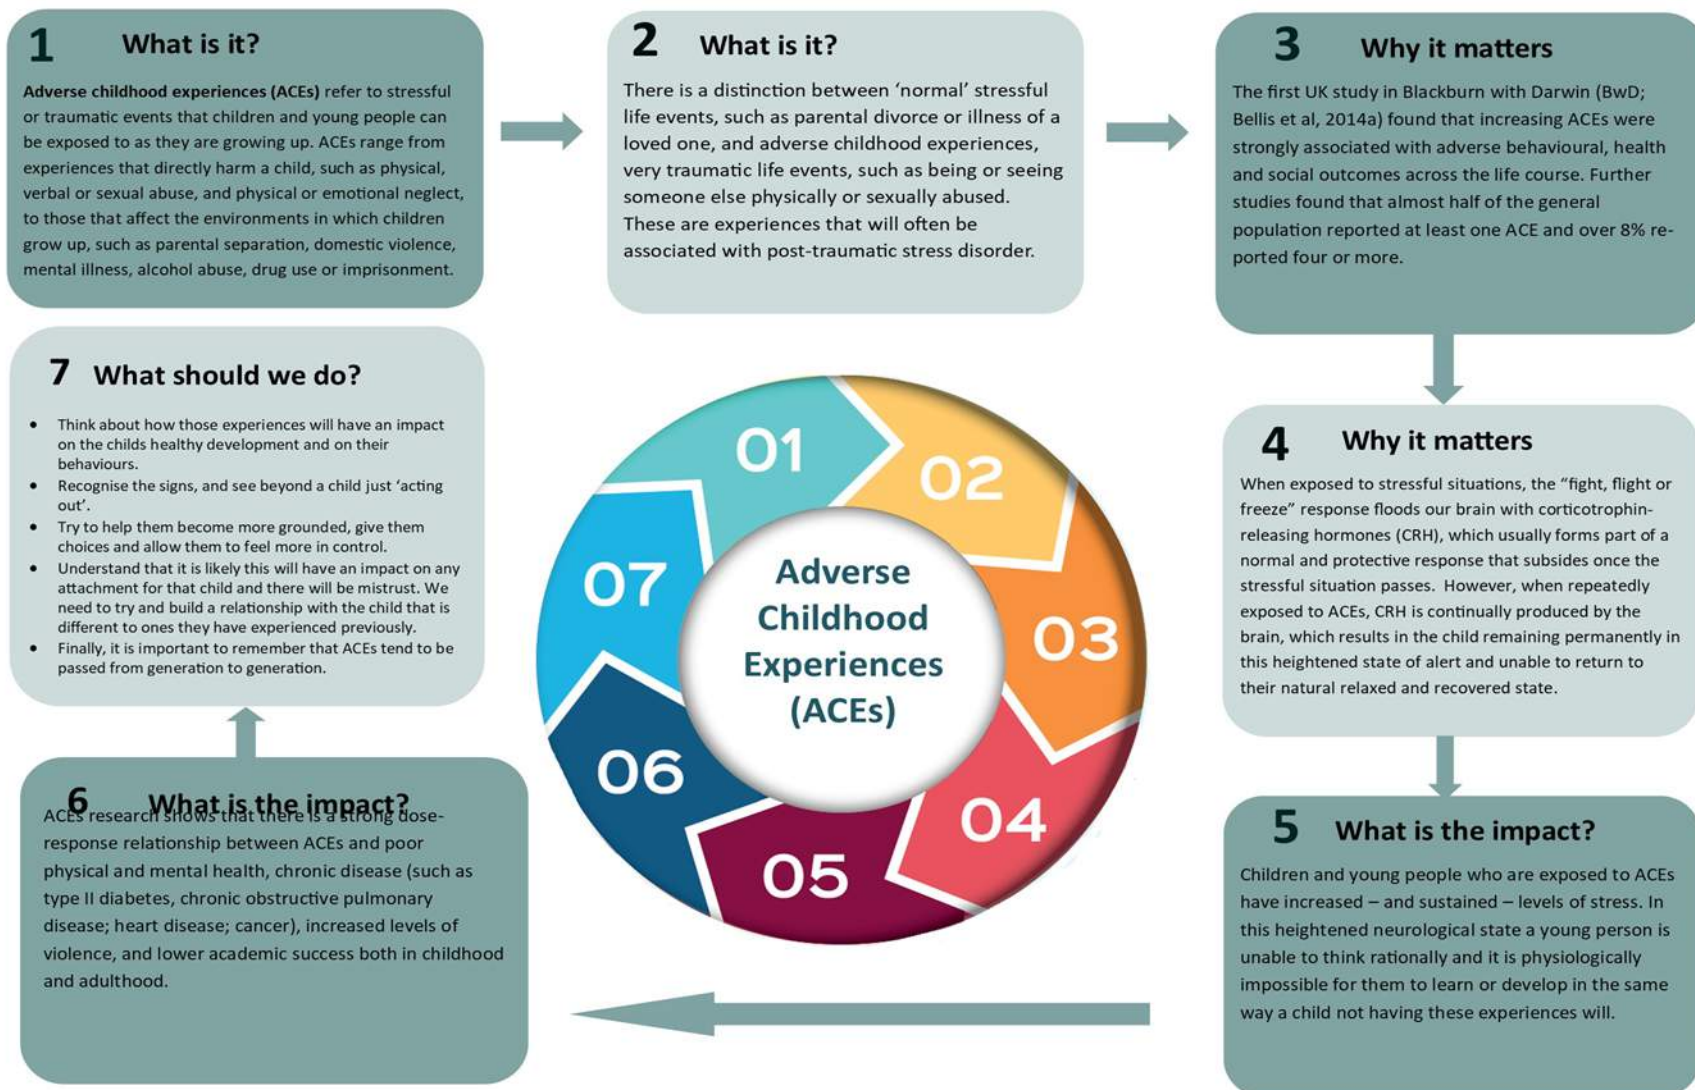 1 What is it?
Adverse childhood experiences (ACEs) refer to stressful
or traumatic events that children and young people can
be exposed to as they are growing up. ACEs range from
experiences that directly harm a child, such as physical,
verbal or sexual abuse, and physical or emotional neglect,
to those that affect the environments in which children
grow up, such as parental separation, domestic violence,
mental illness, alcohol abuse, drug use or imprisonment.
2 What is it?
There is a distinction between ‘normal’ stressful
life events, such as parental divorce or illness of a
loved one, and adverse childhood experiences,
very traumatic life events, such as being or seeing
someone else physically or sexually abused.
These are experiences that will often be
associated with post-traumatic stress disorder.
3 Why it matters
The first UK study in Blackburn with Darwin (BwD;
Bellis et al, 2014a) found that increasing ACEs were
strongly associated with adverse behavioural, health
and social outcomes across the life course. Further
studies found that almost half of the general
population reported at least one ACE and over 8% re-
ported four or more.
4 Why it matters
When exposed to stressful situations, the “fight, flight or
freeze” response floods our brain with corticotrophin-
releasing hormones (CRH), which usually forms part of a
normal and protective response that subsides once the
stressful situation passes. However, when repeatedly
exposed to ACEs, CRH is continually produced by the
brain, which results in the child remaining permanently in
this heightened state of alert and unable to return to
their natural relaxed and recovered state.
5 What is the impact?
Children and young people who are exposed to ACEs
have increased – and sustained – levels of stress. In
this heightened neurological state a young person is
unable to think rationally and it is physiologically
impossible for them to learn or develop in the same
way a child not having these experiences will.
6 What is the impact?
ACEs research shows that there is a strong dose-
response relationship between ACEs and poor
physical and mental health, chronic disease (such as
type II diabetes, chronic obstructive pulmonary
disease; heart disease; cancer), increased levels of
violence, and lower academic success both in childhood
and adulthood.
7 What should we do?
• Think about how those experiences will have an impact
on the childs healthy development and on their
behaviours.
• Recognise the signs, and see beyond a child just ‘acting
out’.
• Try to help them become more grounded, give them
choices and allow them to feel more in control.
• Understand that it is likely this will have an impact on any
attachment for that child and there will be mistrust. We
need to try and build a relationship with the child that is
different to ones they have experienced previously.
• Finally, it is important to remember that ACEs tend to be
passed from generation to generation.
01
02
03
04
05
06
07
Adverse
Childhood
Experiences
(ACEs)